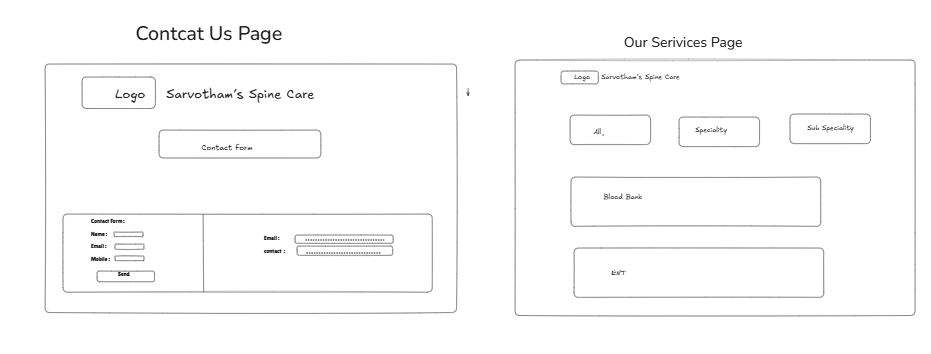 Contcat Us Page
Logo Sarvotham's Spine Care
Contact Form
Contact Form:
Name:
Email:
Mobile:
Send
Email:
contact :
Our Serivices Page
Logo Sarvotham's Spine Care
All,
Speciality
Sub Speciality
Blood Bank
ENT